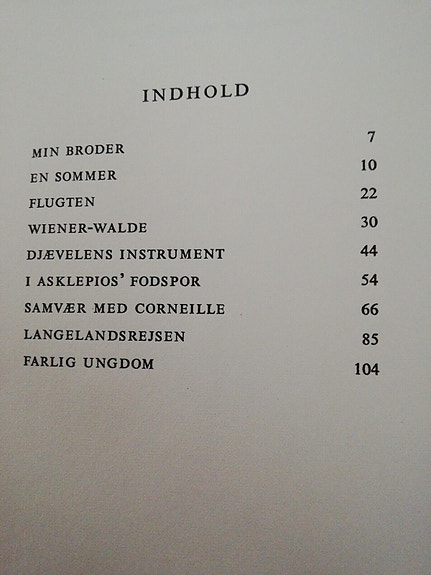 INDHOLD
MIN BRODER 7
EN SOMMER 10
FLUGTEN 22
WIENER-WALDE 30
DJÆVELENS INSTRUMENT 44
I ASKLEPIOS' FODSPOR 54
SAMVÆR MED CORNEILLE 66
LANGELANDSREJSEN 85
FARLIG UNGDOM 104